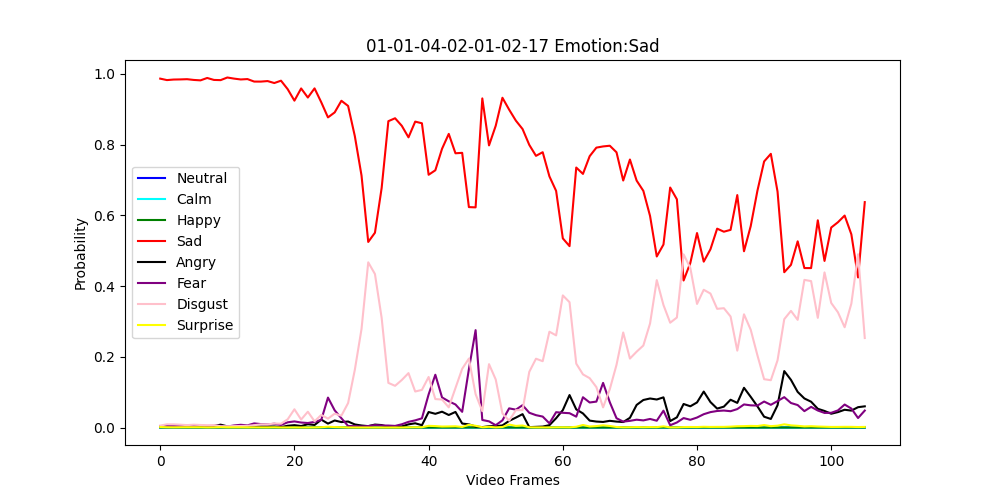 01-01-04-02-01-02-17 Emotion:Sad
1.0
0.8
0.6
0.4
0.2
0.0
Probability
Neutral
Calm
Happy
Sad
Angry
Fear
Disgust
Surprise
0 20 40 60 80 100
Video Frames